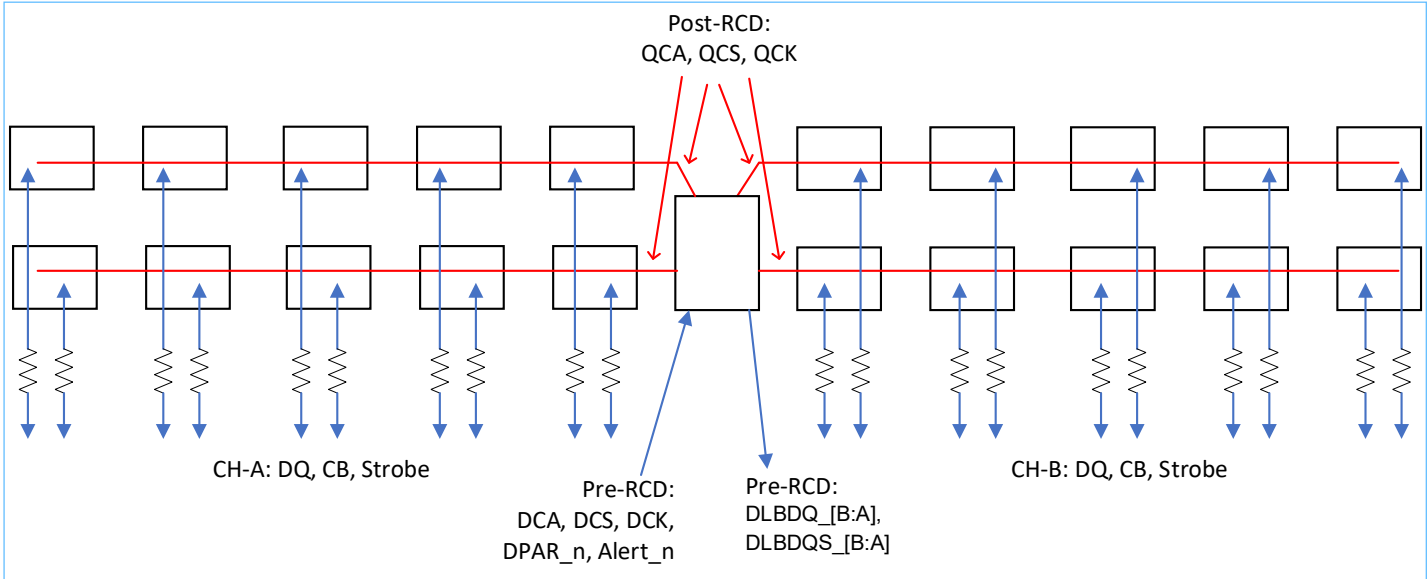 Post-RCD:
QCA, QCS, QCK
CH-A: DQ, CB, Strobe
CH-B: DQ, CB, Strobe
Pre-RCD:
DCA, DCS, DCK,
DPAR_n, Alert_n
Pre-RCD:
DLBDQ_[B:A],
DLBDQS_[B:A]